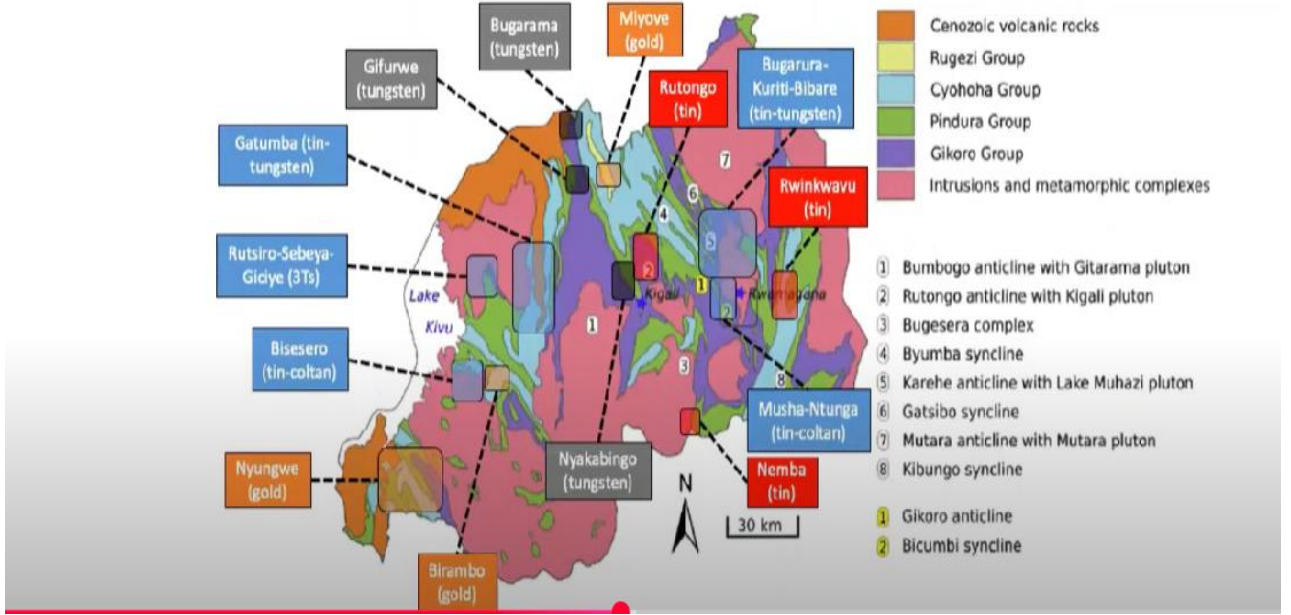 Bugarama
(tungsten)
Miyove
(gold)
Gifurwe
(tungsten)
Rutongo
(tin)
Bugarura-
Kuriti-Bibare
(tin-tungsten)
Gatumba (tin-
tungsten)
Rwinkwavu
(tin)
Rutsiro-Sebeya-
Giciye (3Ts)
Bisesero
(tin-coltan)
Nyungwe
(gold)
Birambo
(gold)
Nyakabingo
(tungsten)
Nemba
(tin)
Musha-Ntunga
(tin-coltan)
Lake
Kivu
Kigali
Rwamagana
7
6
4
5
2
1
1
2
3
8
N
30 km
Cenozoic volcanic rocks
Rugezi Group
Cyohoha Group
Pindura Group
Gikoro Group
Intrusions and metamorphic complexes
1 Bumbogo anticline with Gitarama pluton
2 Rutongo anticline with Kigali pluton
3 Bugesera complex
4 Byumba syncline
5 Karehe anticline with Lake Muhazi pluton
6 Gatsibo syncline
7 Mutara anticline with Mutara pluton
8 Kibungo syncline
1 Gikoro anticline
2 Bicumbi syncline